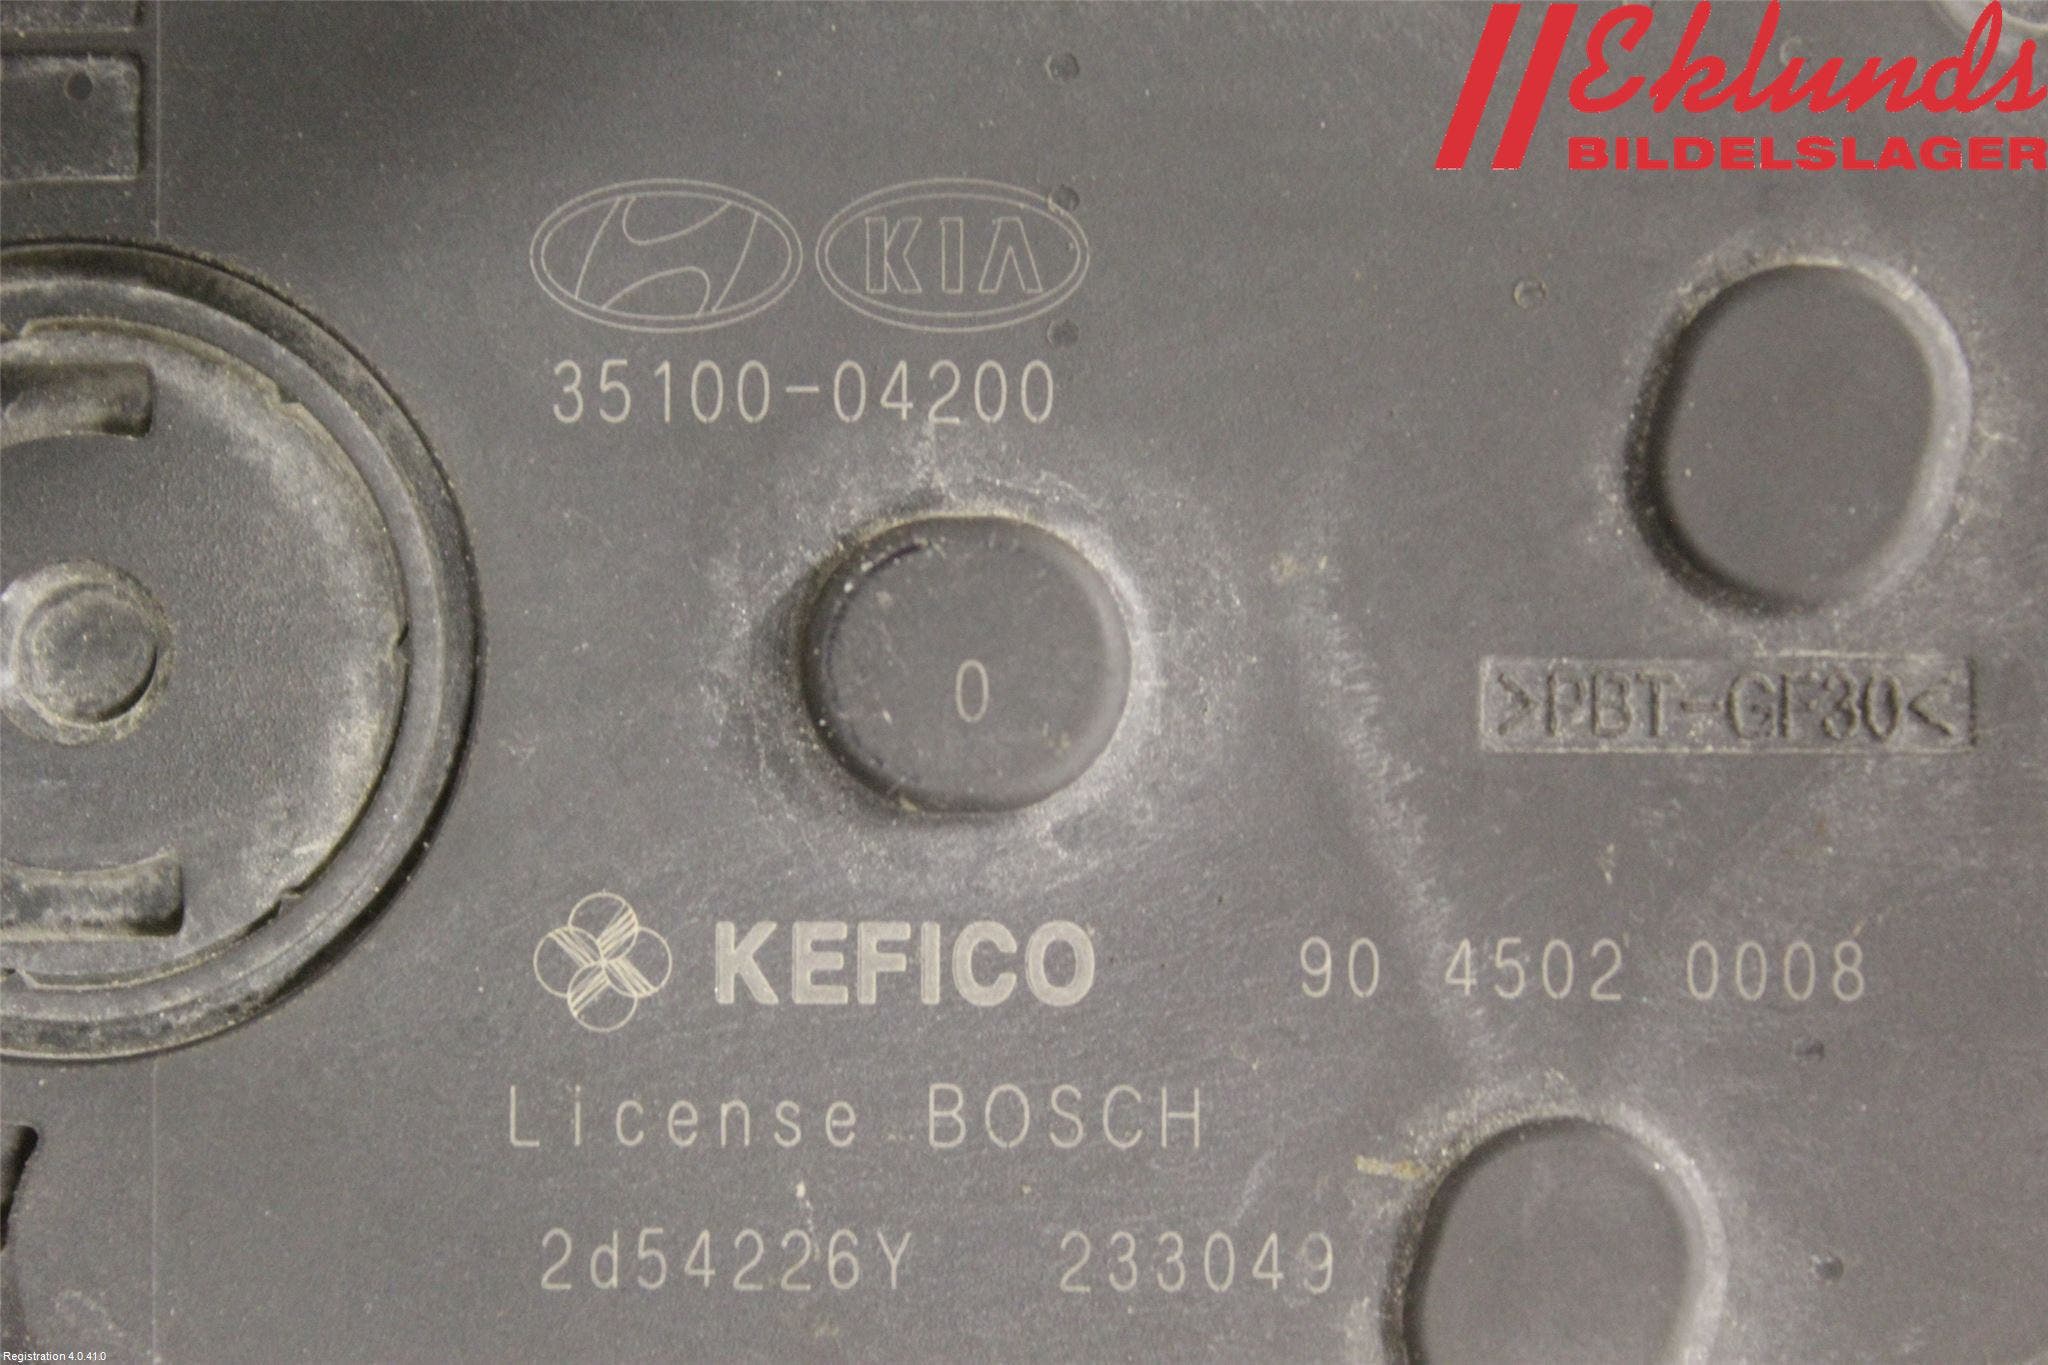 Eklunds
BILDELSLAGER
KIA
35100-04200
0
>PBT-GF30<
KEFICO 90 4502 0008
License BOSCH
2d54226Y 233049
Registration 4.0.41.0